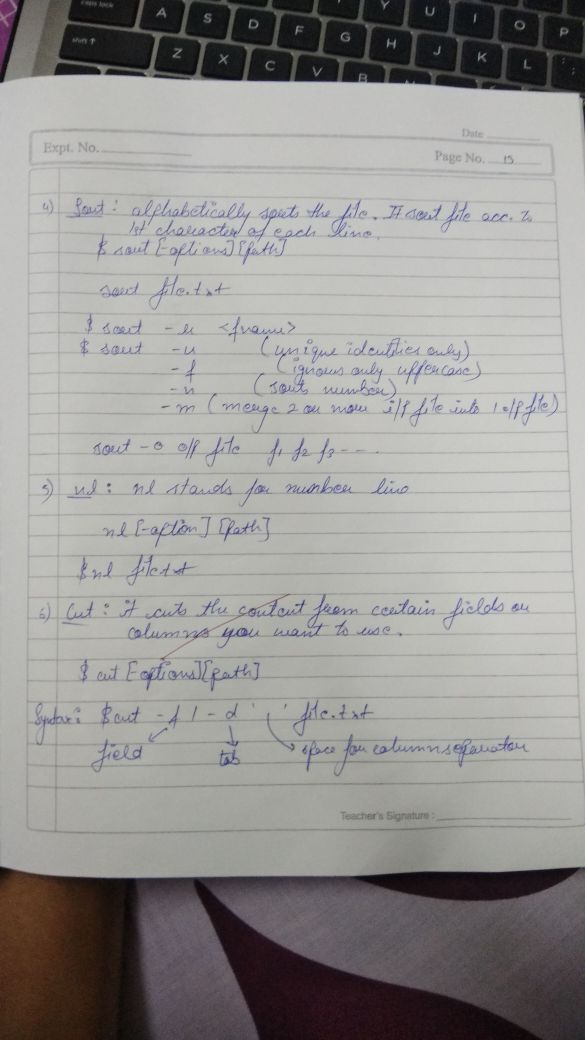 caps lock A S D F G H J K L
shift Z X C V B N M
Y U I O P
Date
Expt. No.
Page No. 15
4) Sort : alphabetically sorts the file. It sort file acc. to
1st character of each line.
$ sort [-options] [path]
sort file.txt
$ sort -r <fname>
$ sort -u (unique identities only)
-f (ignores only uppercase)
-n (sorts number)
-m (merge 2 or more i/p file into 1 o/p file)
sort -o o/p file f1 f2 f3 ----
5) nl : nl stands for number line
nl [-option] [path]
$ nl file.txt
6) Cut : it cuts the content from certain fields or
columns you want to use.
$ cut [-options] [path]
Syntax : $ cut -f 1 -d ' ' file.txt
field tab space for column separator
Teacher's Signature :